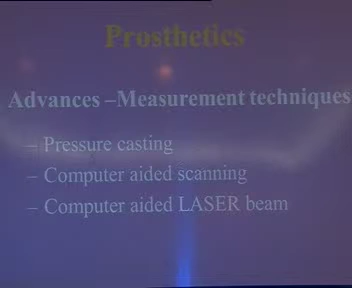 Prosthetics
Advances –Measurement techniques
– Pressure casting
– Computer aided scanning
– Computer aided LASER beam